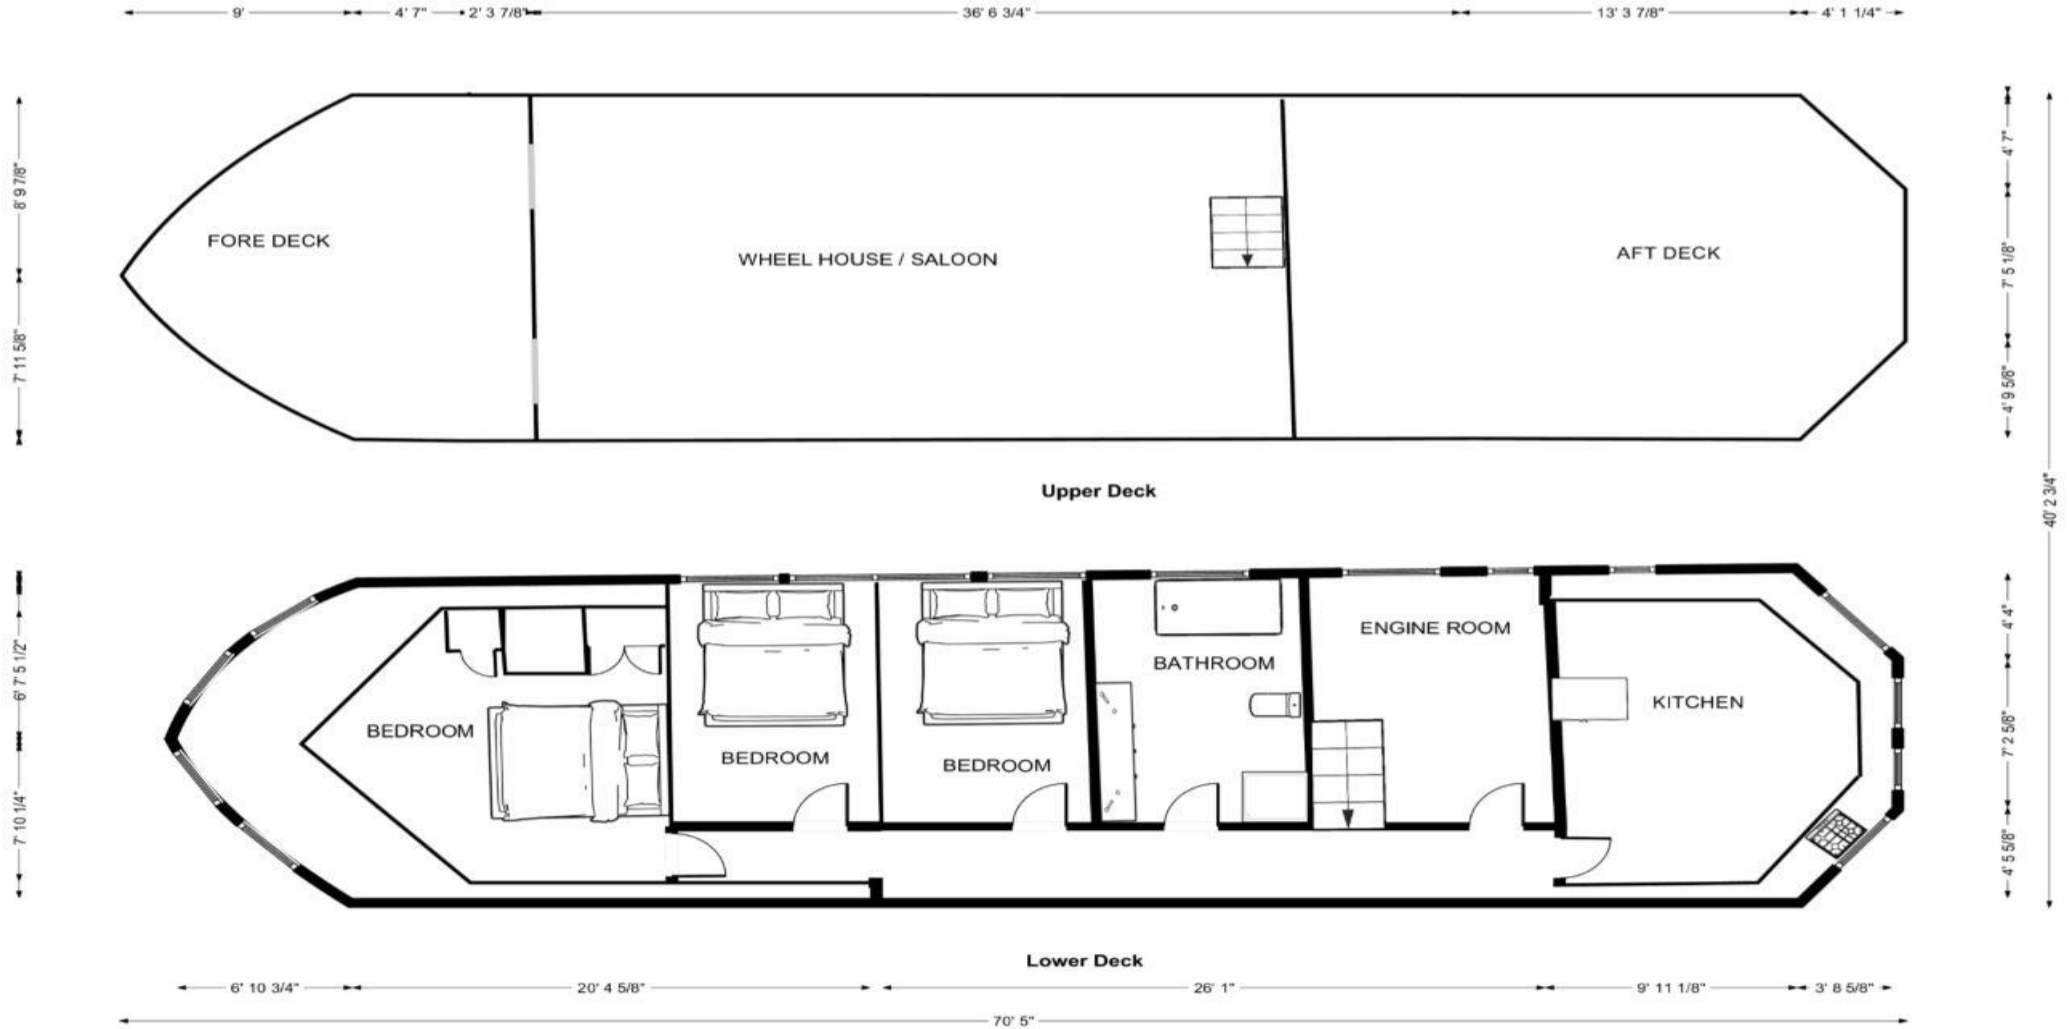 9'
4' 7"
2' 3 7/8"
36' 6 3/4"
13' 3 7/8"
4' 1 1/4"
8' 9 7/8"
7' 11 5/8"
FORE DECK
WHEEL HOUSE / SALOON
AFT DECK
4' 7"
7' 5 1/8"
4' 9 5/8"
40' 2 3/4"
Upper Deck
6' 7' 5 1/2"
7' 10 1/4"
BEDROOM
BEDROOM
BEDROOM
BATHROOM
ENGINE ROOM
KITCHEN
4' 4"
7' 2 5/8"
4' 5 5/8"
Lower Deck
6' 10 3/4"
20' 4 5/8"
26' 1"
9' 11 1/8"
3' 8 5/8"
70' 5"